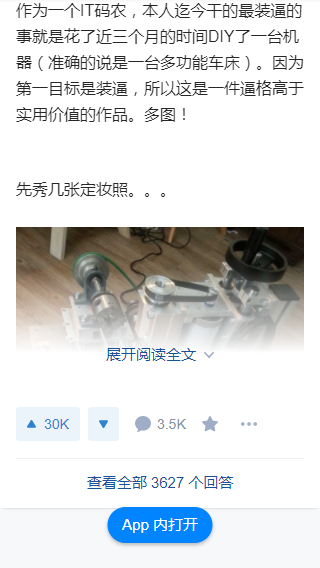 作为一个IT码农，本人迄今干的最装逼的
事就是花了近三个月的时间DIY了一台机
器（准确的说是一台多功能车床）。因为
第一目标是装逼，所以这是一件逼格高于
实用价值的作品。多图！
先秀几张定妆照。。。
展开阅读全文
30K
3.5K
查看全部 3627 个回答
App 内打开